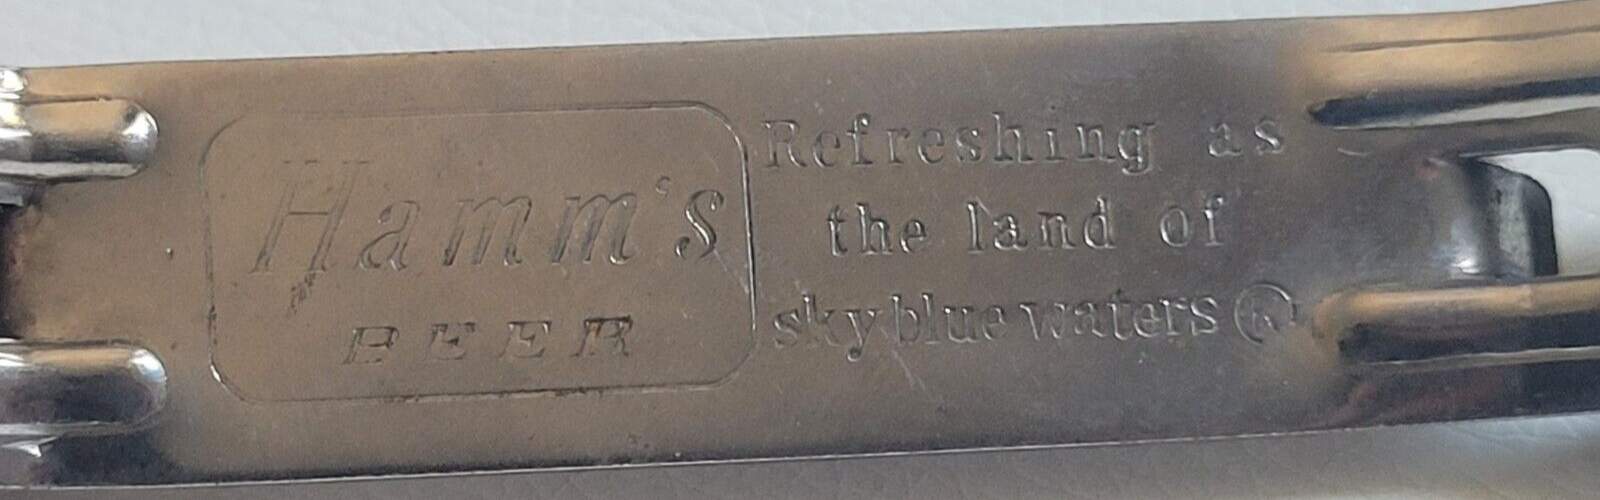 Hamm's
BEER
Refreshing as
the land of
sky blue waters ®